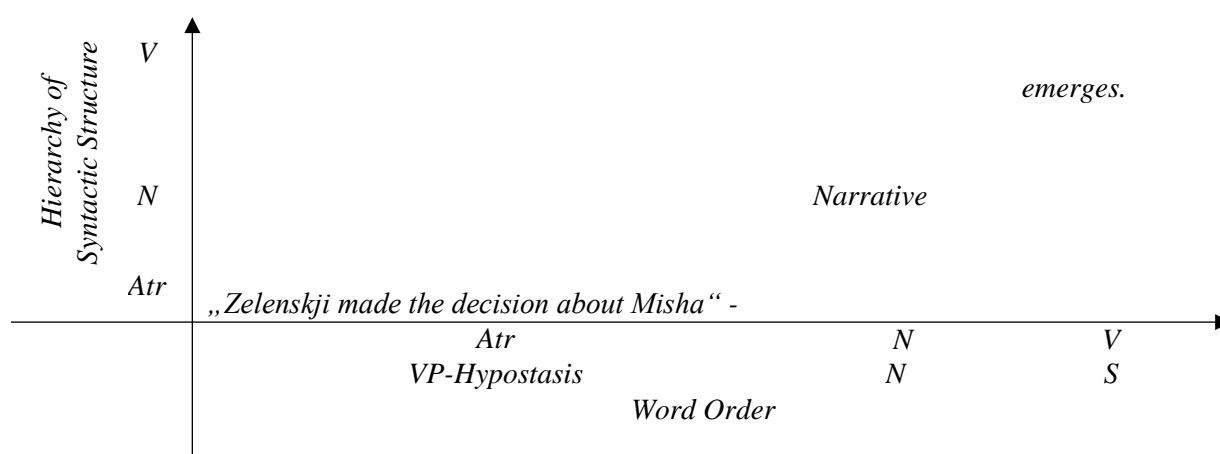 Hierarchy of
Syntactic Structure
V
emerges.
N
Narrative
Atr
„Zelenskji made the decision about Misha“ -
Atr N V
VP-Hypostasis N S
Word Order